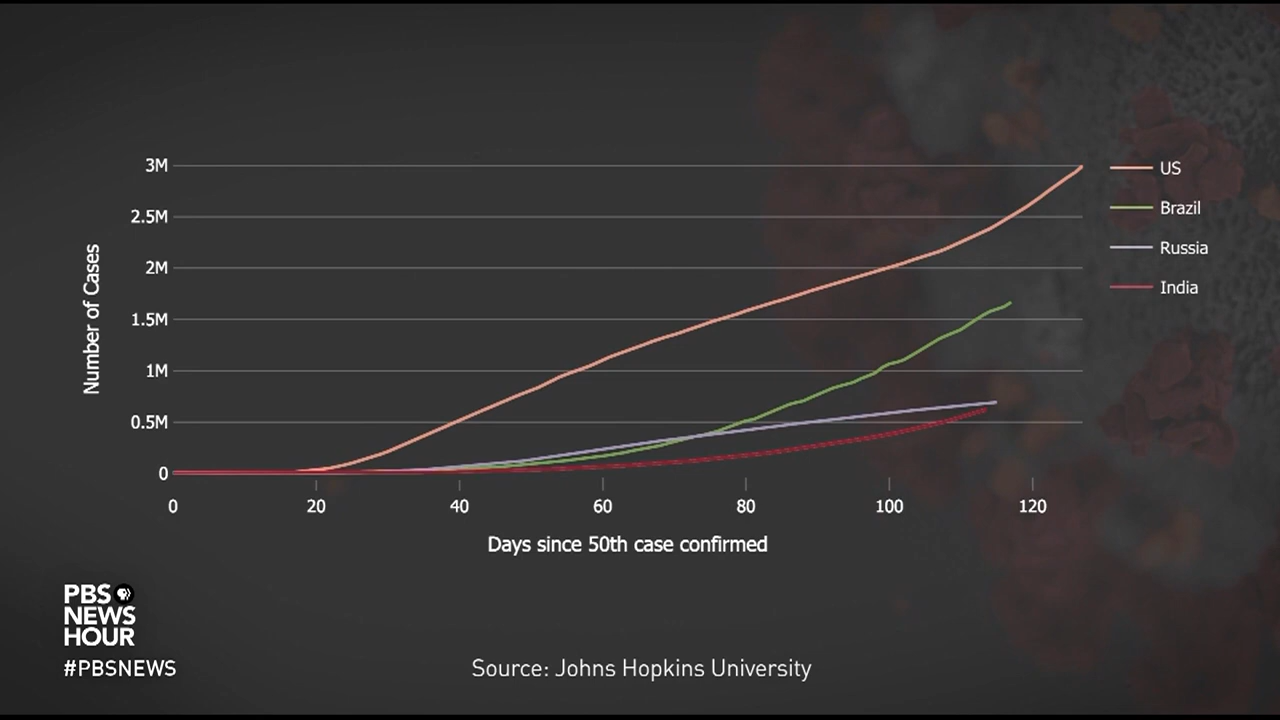 3M
2.5M
2M
1.5M
1M
0.5M
0
Number of Cases
0 20 40 60 80 100 120
Days since 50th case confirmed
US
Brazil
Russia
India
PBS
NEWS
HOUR
#PBSNEWS
Source: Johns Hopkins University